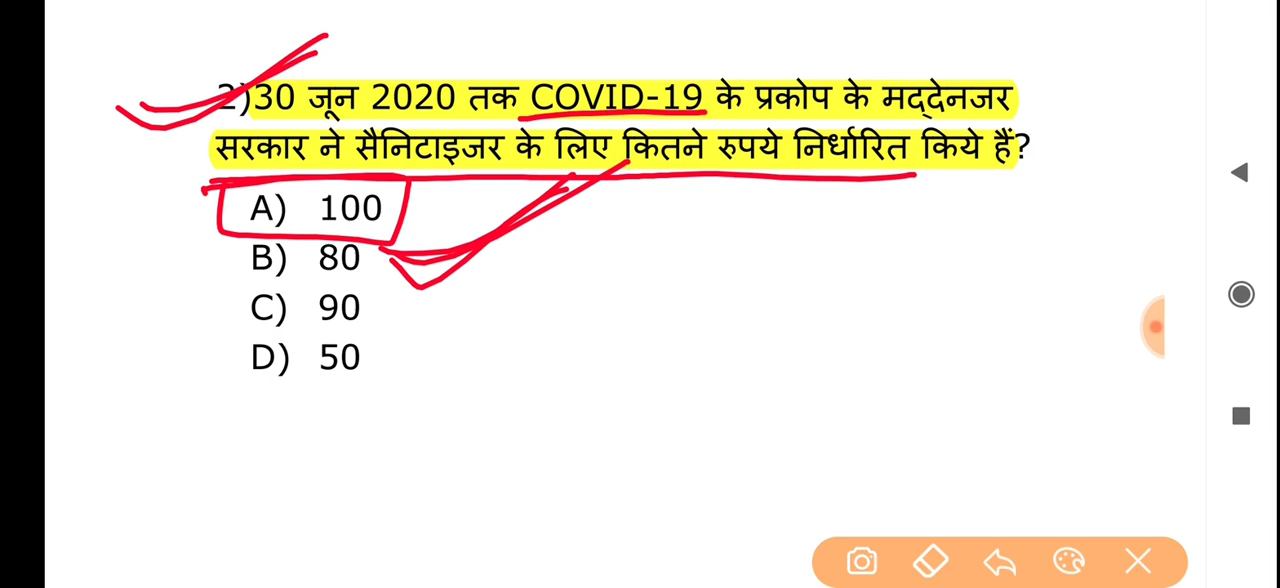 2)30 जून 2020 तक COVID-19 के प्रकोप के मद्देनजर
सरकार ने सैनिटाइजर के लिए कितने रुपये निर्धारित किये हैं?
A) 100
B) 80
C) 90
D) 50